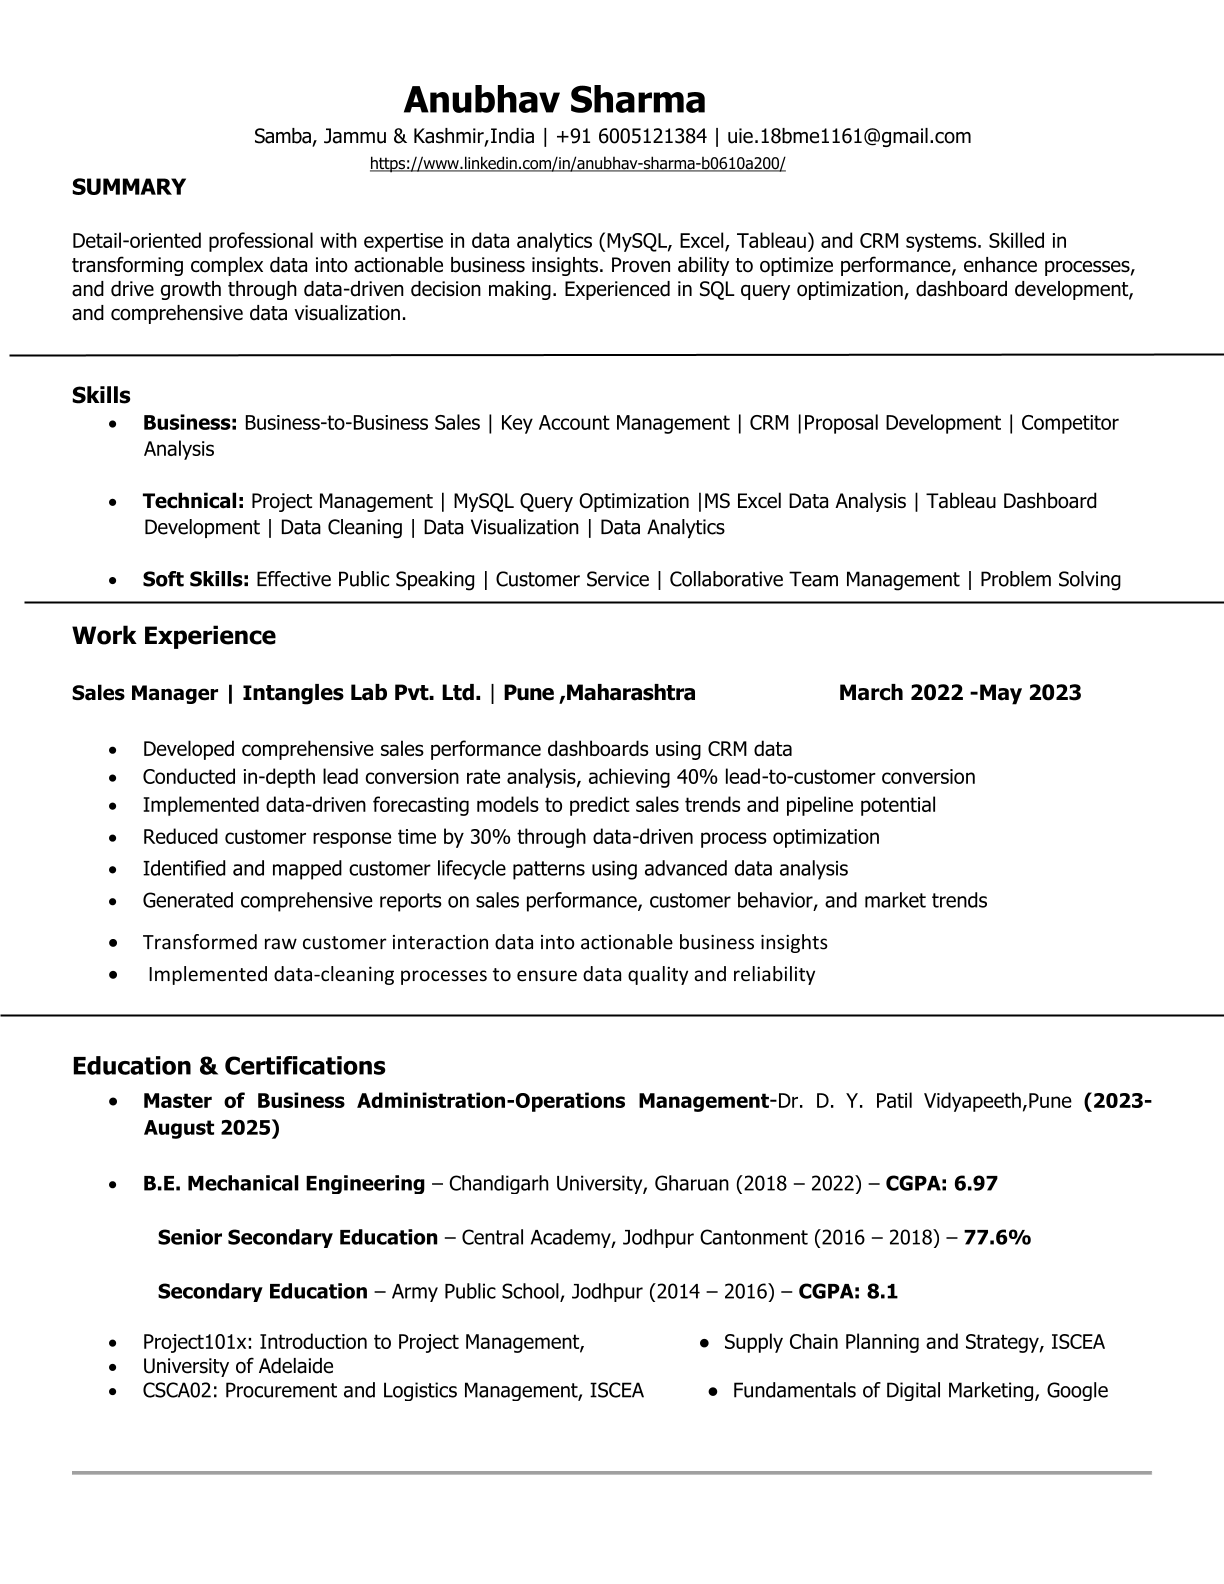 Anubhav Sharma
Samba, Jammu & Kashmir,India | +91 6005121384 | uie.18bme1161@gmail.com
https://www.linkedin.com/in/anubhav-sharma-b0610a200/
SUMMARY
Detail-oriented professional with expertise in data analytics (MySQL, Excel, Tableau) and CRM systems. Skilled in
transforming complex data into actionable business insights. Proven ability to optimize performance, enhance processes,
and drive growth through data-driven decision making. Experienced in SQL query optimization, dashboard development,
and comprehensive data visualization.
Skills
• Business: Business-to-Business Sales | Key Account Management | CRM |Proposal Development | Competitor
Analysis
• Technical: Project Management | MySQL Query Optimization |MS Excel Data Analysis | Tableau Dashboard
Development | Data Cleaning | Data Visualization | Data Analytics
• Soft Skills: Effective Public Speaking | Customer Service | Collaborative Team Management | Problem Solving
Work Experience
Sales Manager | Intangles Lab Pvt. Ltd. | Pune ,Maharashtra March 2022 -May 2023
• Developed comprehensive sales performance dashboards using CRM data
• Conducted in-depth lead conversion rate analysis, achieving 40% lead-to-customer conversion
• Implemented data-driven forecasting models to predict sales trends and pipeline potential
• Reduced customer response time by 30% through data-driven process optimization
• Identified and mapped customer lifecycle patterns using advanced data analysis
• Generated comprehensive reports on sales performance, customer behavior, and market trends
• Transformed raw customer interaction data into actionable business insights
• Implemented data-cleaning processes to ensure data quality and reliability
Education & Certifications
• Master of Business Administration-Operations Management-Dr. D. Y. Patil Vidyapeeth,Pune (2023-
August 2025)
• B.E. Mechanical Engineering – Chandigarh University, Gharuan (2018 – 2022) – CGPA: 6.97
Senior Secondary Education – Central Academy, Jodhpur Cantonment (2016 – 2018) – 77.6%
Secondary Education – Army Public School, Jodhpur (2014 – 2016) – CGPA: 8.1
• Project101x: Introduction to Project Management, ● Supply Chain Planning and Strategy, ISCEA
• University of Adelaide
• CSCA02: Procurement and Logistics Management, ISCEA ● Fundamentals of Digital Marketing, Google